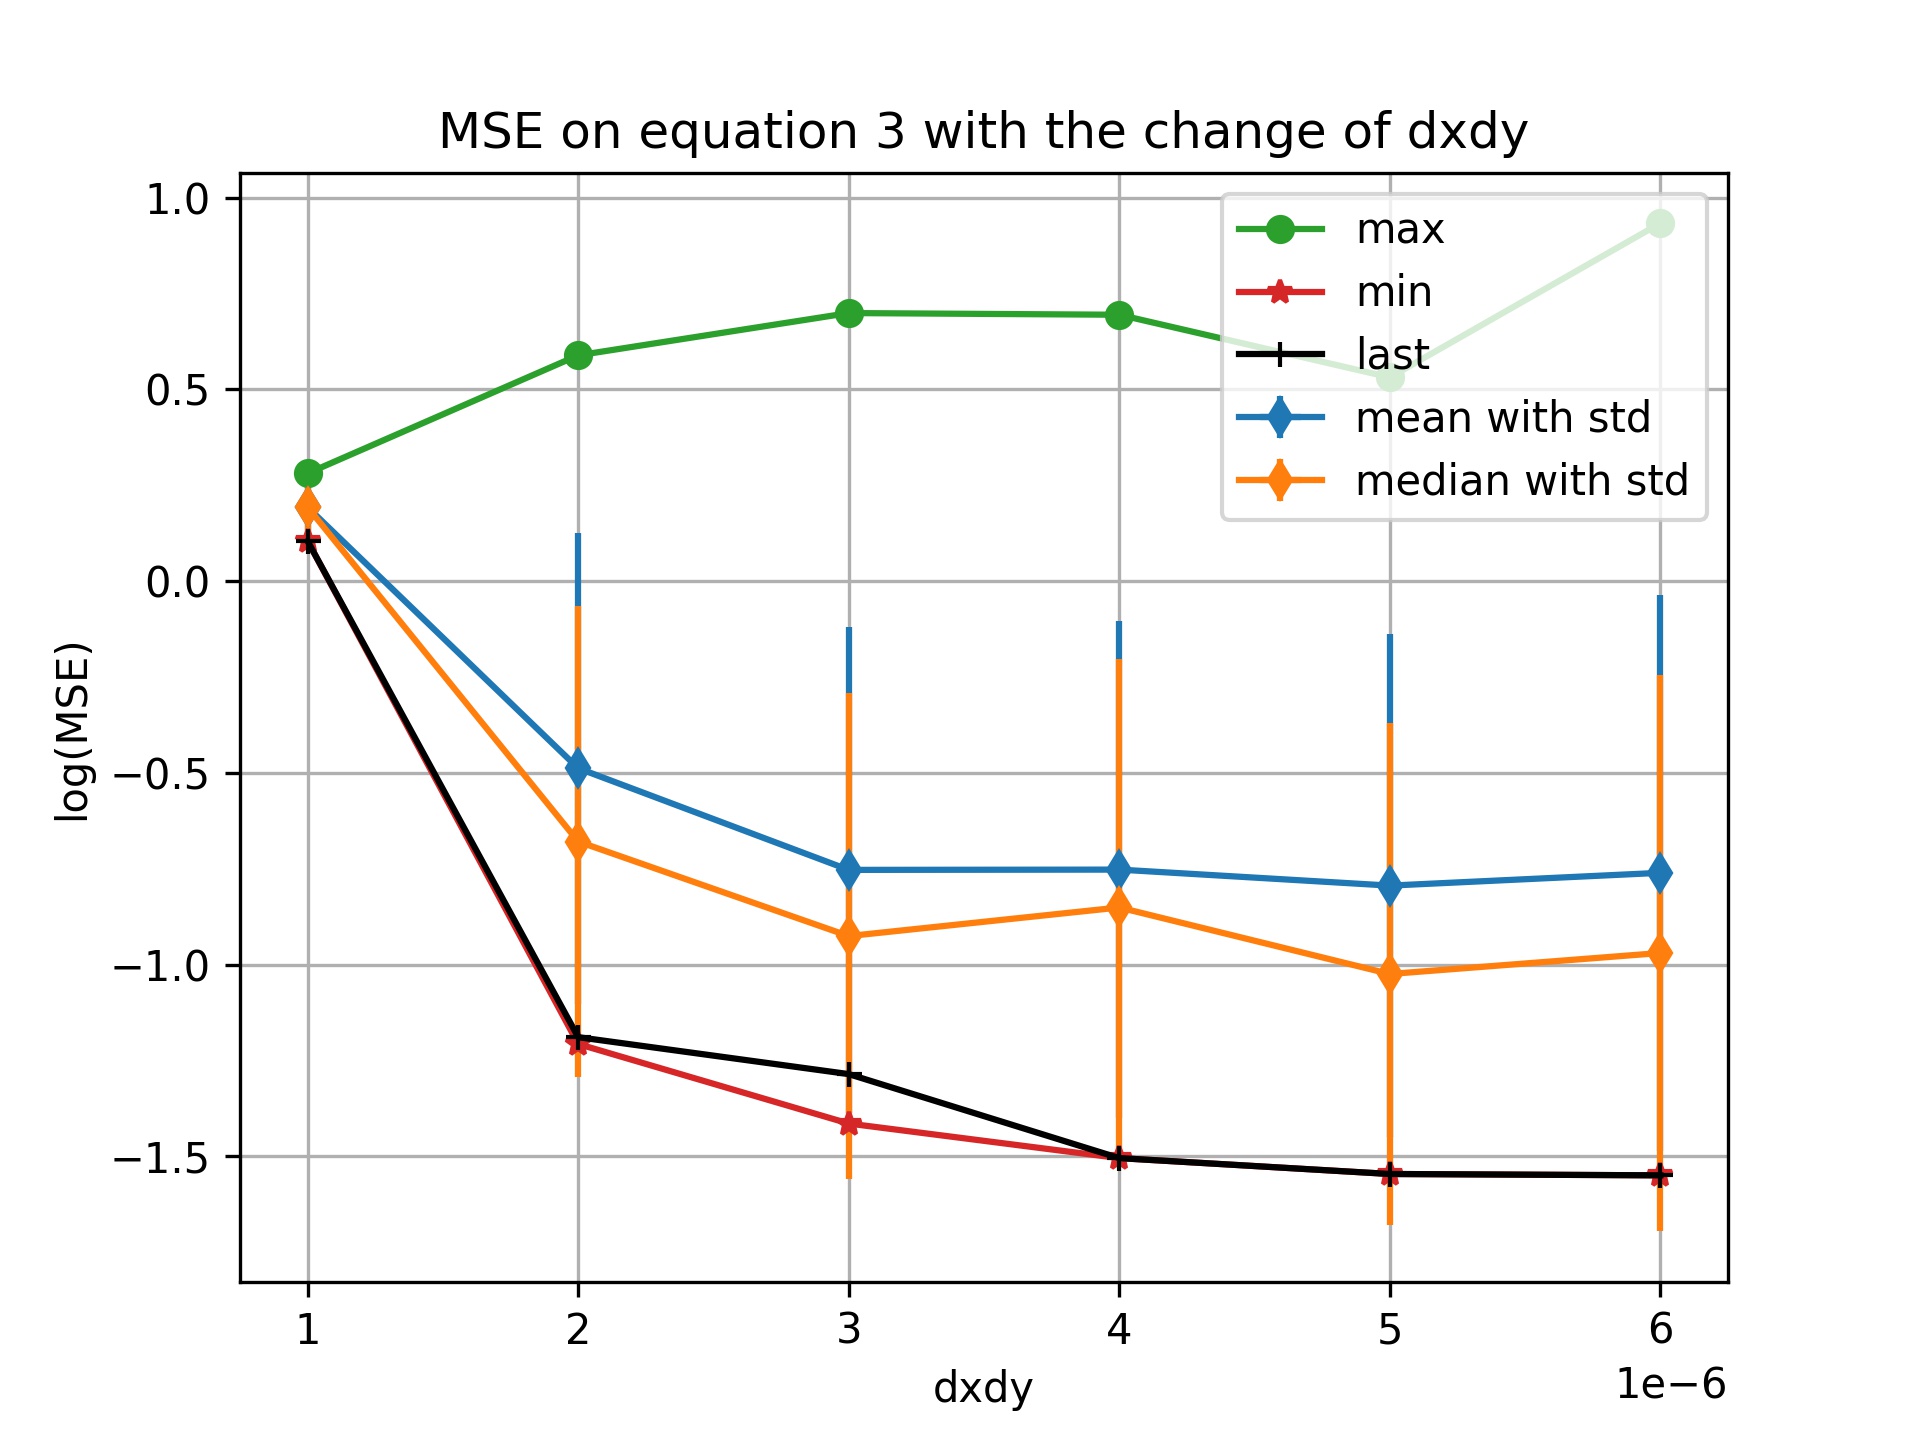 MSE on equation 3 with the change of dxdy
max
min
last
mean with std
median with std
log(MSE)
1.0
0.5
0.0
−0.5
−1.0
−1.5
1 2 3 4 5 6
1e−6
dxdy